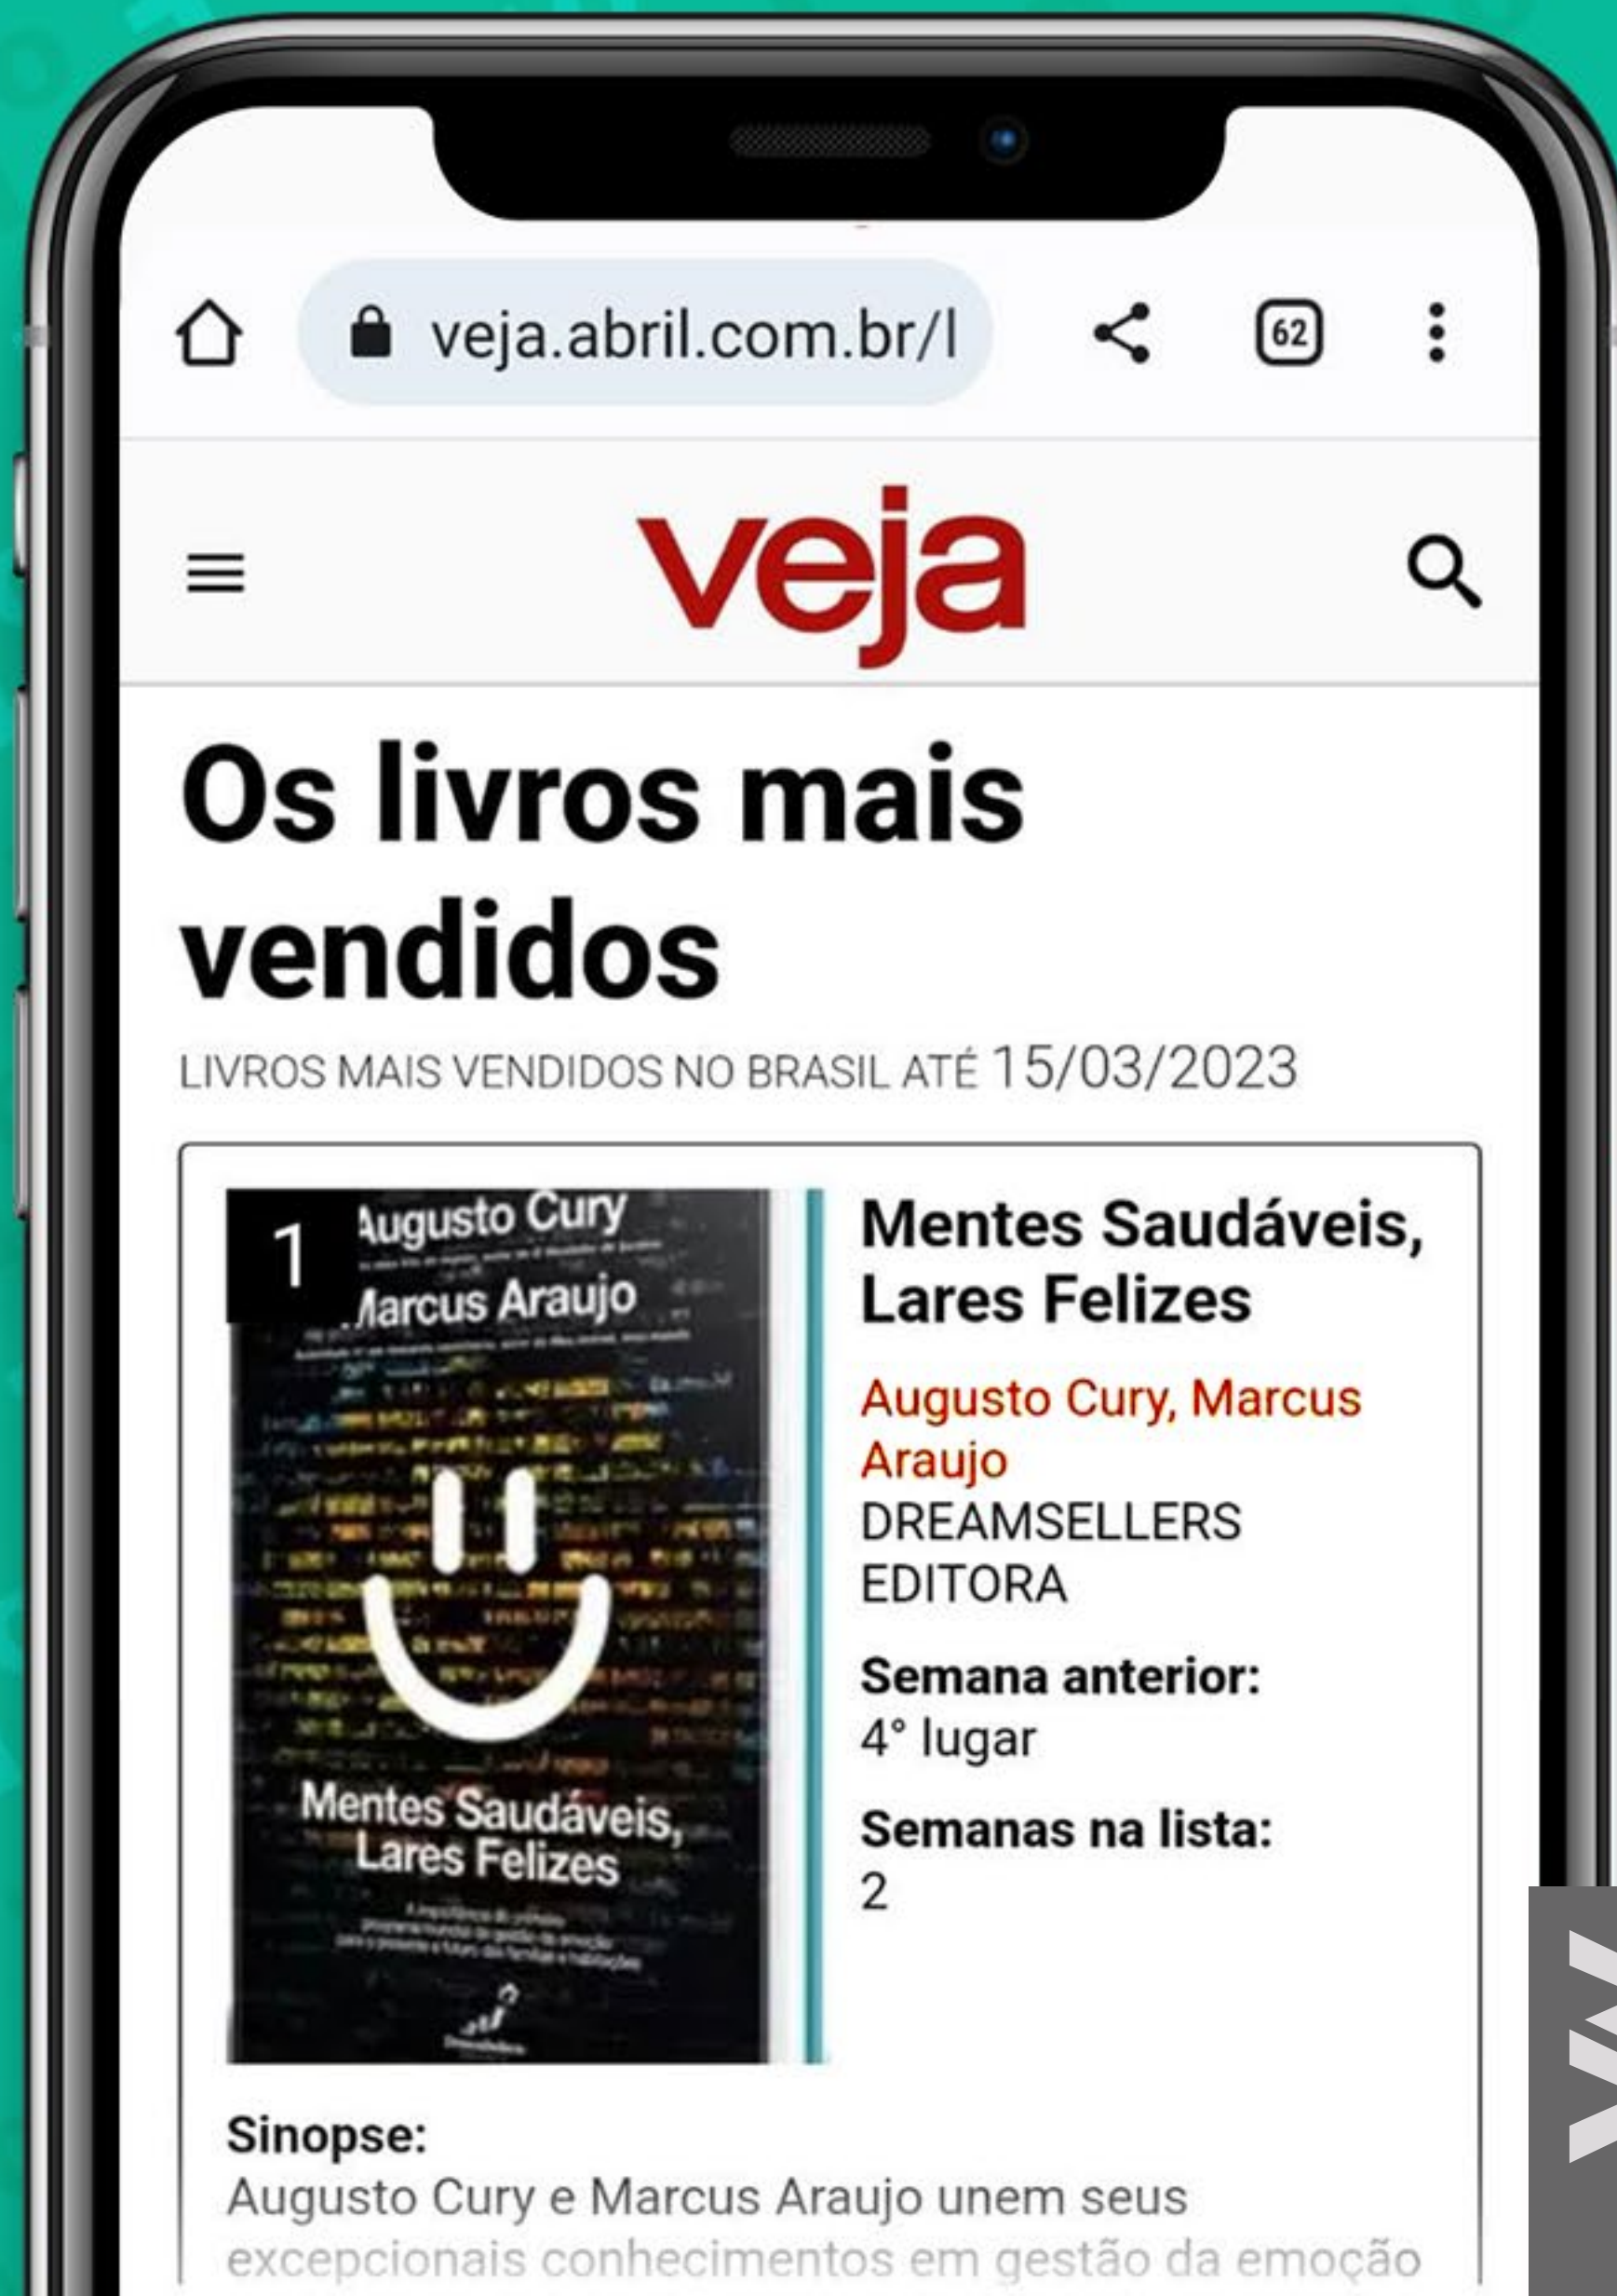 veja.abril.com.br/l
62
veja
Os livros mais
vendidos
LIVROS MAIS VENDIDOS NO BRASIL ATÉ 15/03/2023
1
Augusto Cury
Marcus Araujo
Mentes Saudáveis,
Lares Felizes
Mentes Saudáveis,
Lares Felizes
Augusto Cury, Marcus
Araujo
DREAMSELLERS
EDITORA
Semana anterior:
4° lugar
Semanas na lista:
2
Sinopse:
Augusto Cury e Marcus Araujo unem seus
excepcionais conhecimentos em gestão da emoção